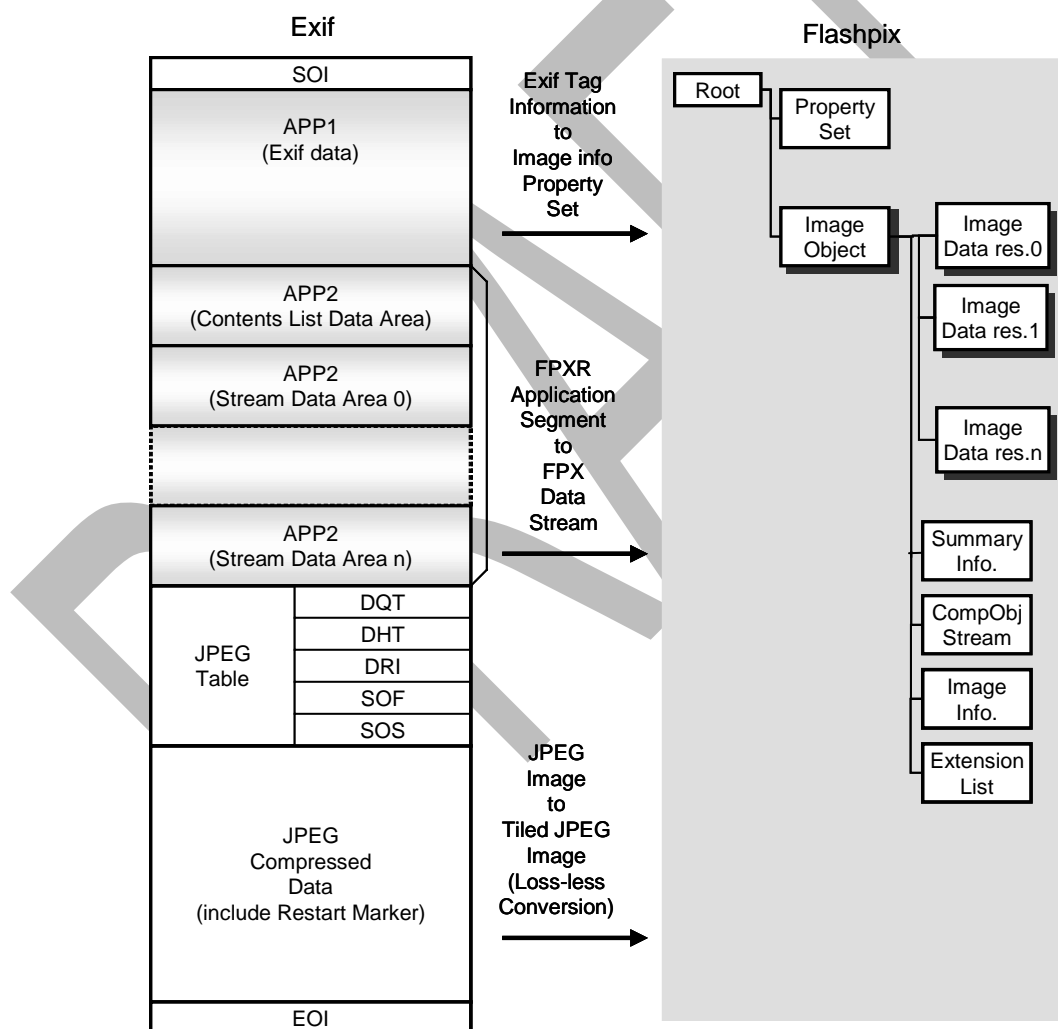 Exif
SOI
APP1
(Exif data)
APP2
(Contents List Data Area)
APP2
(Stream Data Area 0)
APP2
(Stream Data Area n)
JPEG
Table
DQT
DHT
DRI
SOF
SOS
JPEG
Compressed
Data
(include Restart Marker)
EOI
Exif Tag
Information
to
Image info
Property
Set
FPXR
Application
Segment
to
FPX
Data
Stream
JPEG
Image
to
Tiled JPEG
Image
(Loss-less
Conversion)
Flashpix
Root
Property
Set
Image
Object
Image
Data res.0
Image
Data res.1
Image
Data res.n
Summary
Info.
CompObj
Stream
Image
Info.
Extension
List